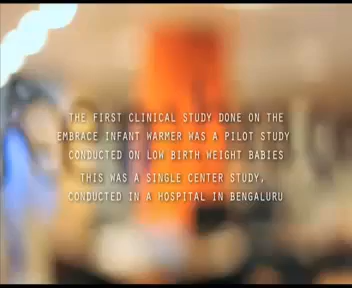 THE FIRST CLINICAL STUDY DONE ON THE
EMBRACE INFANT WARMER WAS A PILOT STUDY
CONDUCTED ON LOW BIRTH WEIGHT BABIES
THIS WAS A SINGLE CENTER STUDY,
CONDUCTED IN A HOSPITAL IN BENGALURU